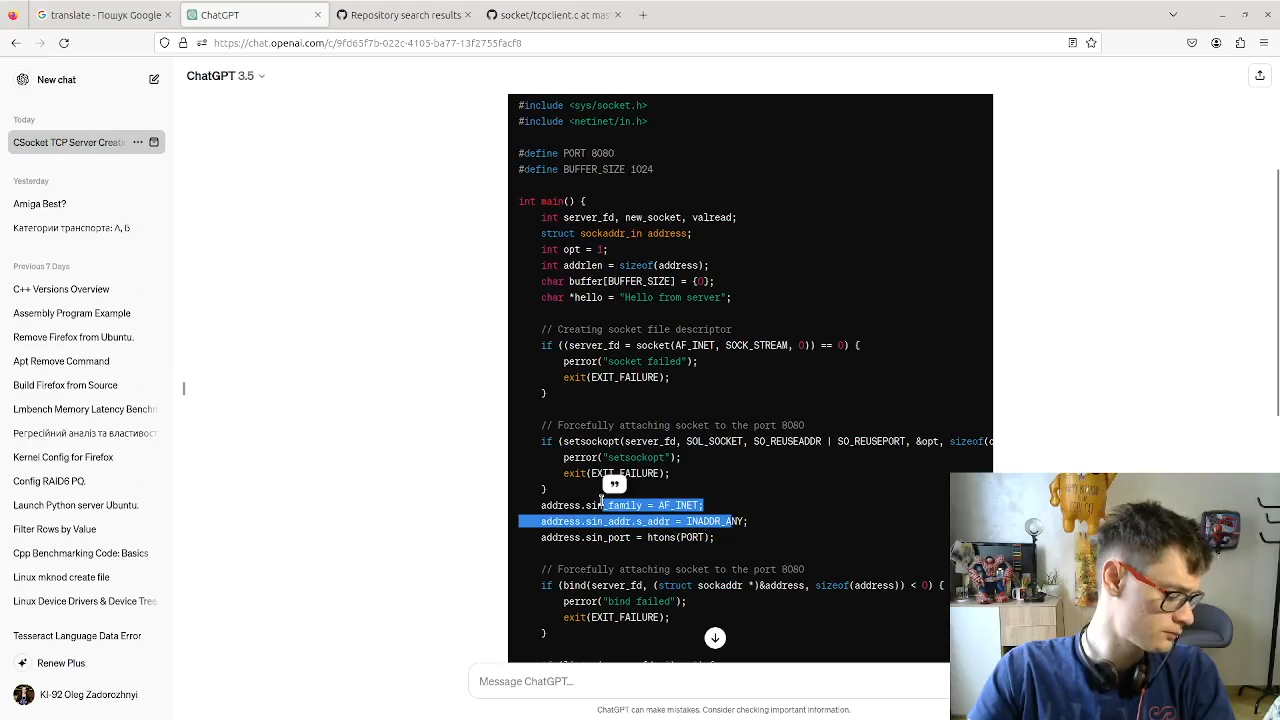 translate – Пошук Google
ChatGPT
Repository search results
socket/tcpclient.c at mas
https://chat.openai.com/c/9fd65f7b-022c-4105-ba77-13f2755facf8
New chat
ChatGPT 3.5
Today
CSocket TCP Server Creati
Yesterday
Amiga Best?
Категории транспорта: А, Б
Previous 7 Days
C++ Versions Overview
Assembly Program Example
Remove Firefox from Ubuntu.
Apt Remove Command
Build Firefox from Source
Lmbench Memory Latency Benchm
Регресійний аналіз та властивост
Kernel Config for Firefox
Config RAID6 PQ.
Launch Python server Ubuntu.
Filter Rows by Value
Cpp Benchmarking Code: Basics
Linux mknod create file
Linux Device Drivers & Device Tree
Tesseract Language Data Error
Renew Plus
KI-92 Oleg Zadorozhnyi
#include <sys/socket.h>
#include <netinet/in.h>
#define PORT 8080
#define BUFFER_SIZE 1024
int main() {
int server_fd, new_socket, valread;
struct sockaddr_in address;
int opt = 1;
int addrlen = sizeof(address);
char buffer[BUFFER_SIZE] = {0};
char *hello = "Hello from server";
// Creating socket file descriptor
if ((server_fd = socket(AF_INET, SOCK_STREAM, 0)) == 0) {
perror("socket failed");
exit(EXIT_FAILURE);
}
// Forcefully attaching socket to the port 8080
if (setsockopt(server_fd, SOL_SOCKET, SO_REUSEADDR | SO_REUSEPORT, &opt, sizeof(o
perror("setsockopt");
exit(EXIT_FAILURE);
}
address.sin_family = AF_INET;
address.sin_addr.s_addr = INADDR_ANY;
address.sin_port = htons(PORT);
// Forcefully attaching socket to the port 8080
if (bind(server_fd, (struct sockaddr *)&address, sizeof(address)) < 0) {
perror("bind failed");
exit(EXIT_FAILURE);
}
Message ChatGPT…
ChatGPT can make mistakes. Consider checking important information.